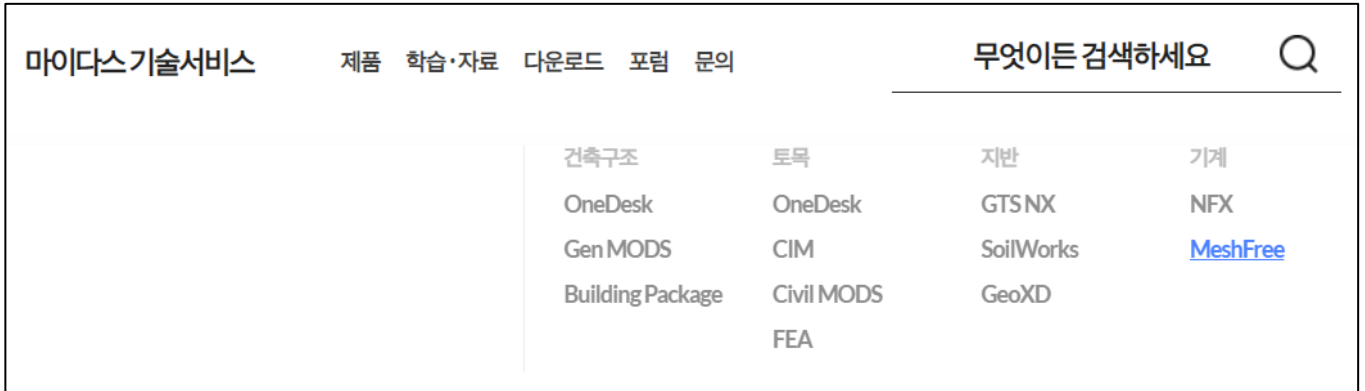 마이다스 기술서비스 제품 학습·자료 다운로드 포럼 문의 무엇이든 검색하세요
건축구조 토목 지반 기계
OneDesk OneDesk GTS NX NFX
Gen MODS CIM SoilWorks MeshFree
Building Package Civil MODS GeoXD
FEA